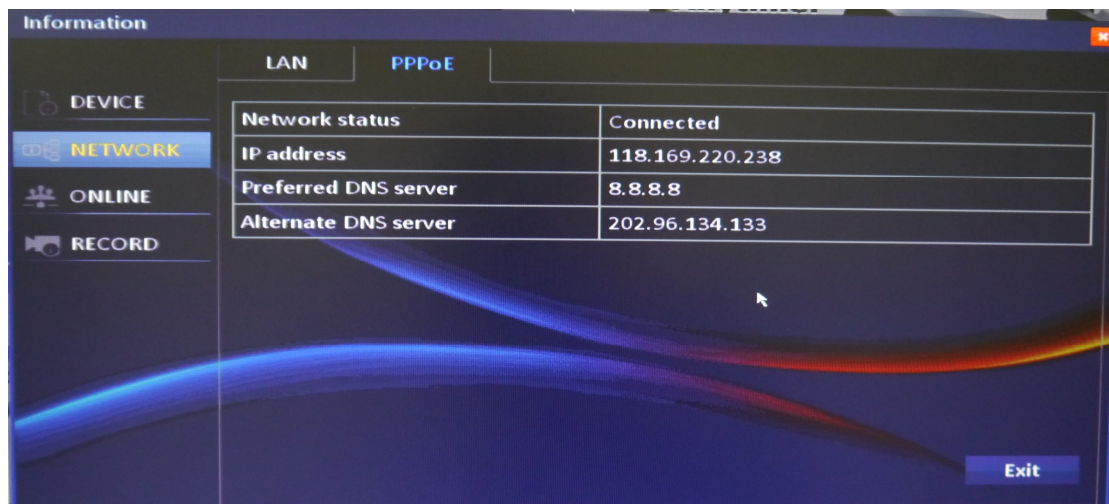 Information
LAN PPPoE
DEVICE
NETWORK
ONLINE
RECORD
Network status Connected
IP address 118.169.220.238
Preferred DNS server 8.8.8.8
Alternate DNS server 202.96.134.133
Exit